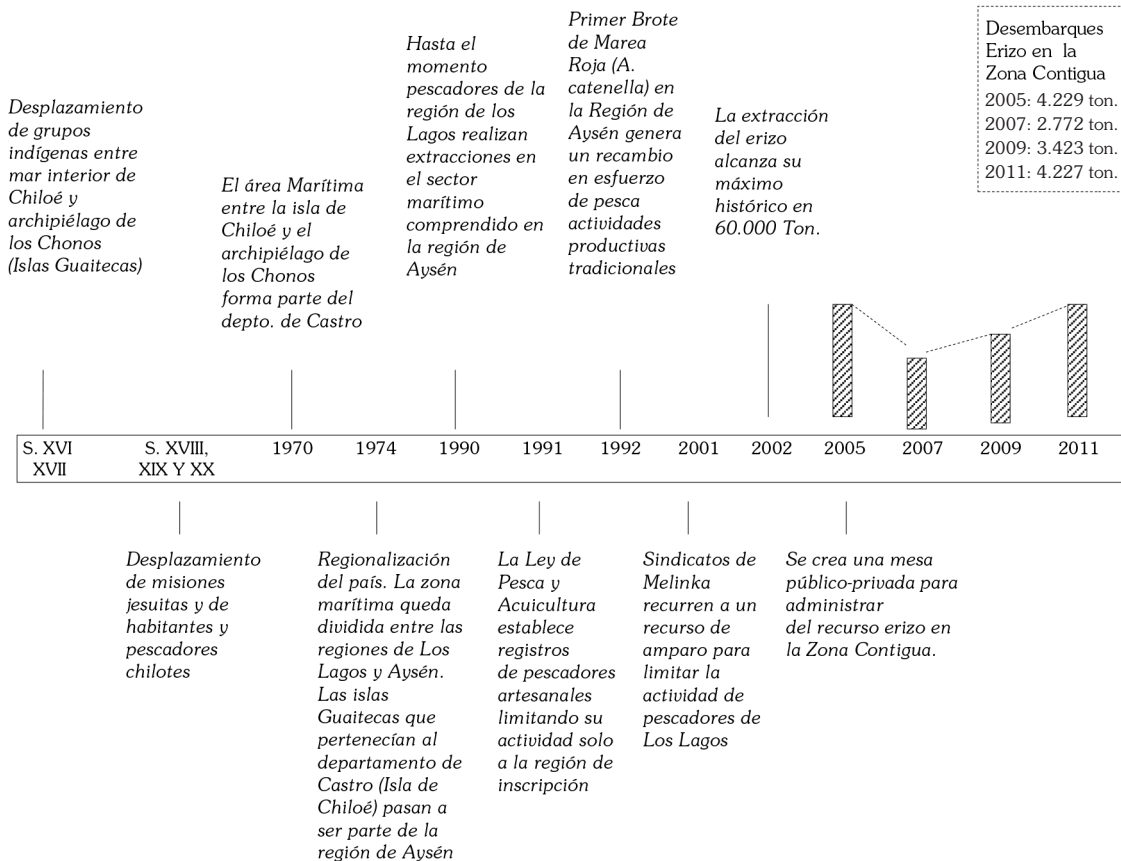 Desplazamiento
de grupos
indígenas entre
mar interior de
Chiloé y
archipiélago de
los Chonos
(Islas Guaitecas)
El área Marítima
entre la isla de
Chiloé y el
archipiélago de
los Chonos
forma parte del
depto. de Castro
Hasta el
momento
pescadores de la
región de los
Lagos realizan
extracciones en
el sector
marítimo
comprendido en
la región de
Aysén
Primer Brote
de Marea
Roja (A.
catenella) en
la Región de
Aysén genera
un recambio
en esfuerzo
de pesca
actividades
productivas
tradicionales
La extracción
del erizo
alcanza su
máximo
histórico en
60.000 Ton.
Desembarques
Erizo en la
Zona Contigua
2005: 4.229 ton.
2007: 2.772 ton.
2009: 3.423 ton.
2011: 4.227 ton.
S. XVI
XVII
S. XVIII,
XIX Y XX
1970
1974
1990
1991
1992
2001
2002
2005
2007
2009
2011
Desplazamiento
de misiones
jesuitas y de
habitantes y
pescadores
chilotes
Regionalización
del país. La zona
marítima queda
dividida entre las
regiones de Los
Lagos y Aysén.
Las islas
Guaitecas que
pertenecían al
departamento de
Castro (Isla de
Chiloé) pasan a
ser parte de la
región de Aysén
La Ley de
Pesca y
Acuicultura
establece
registros
de pescadores
artesanales
limitando su
actividad solo
a la región de
inscripción
Sindicatos de
Melinka
recurren a un
recurso de
amparo para
limitar la
actividad de
pescadores de
Los Lagos
Se crea una mesa
público-privada para
administrar
del recurso erizo en
la Zona Contigua.